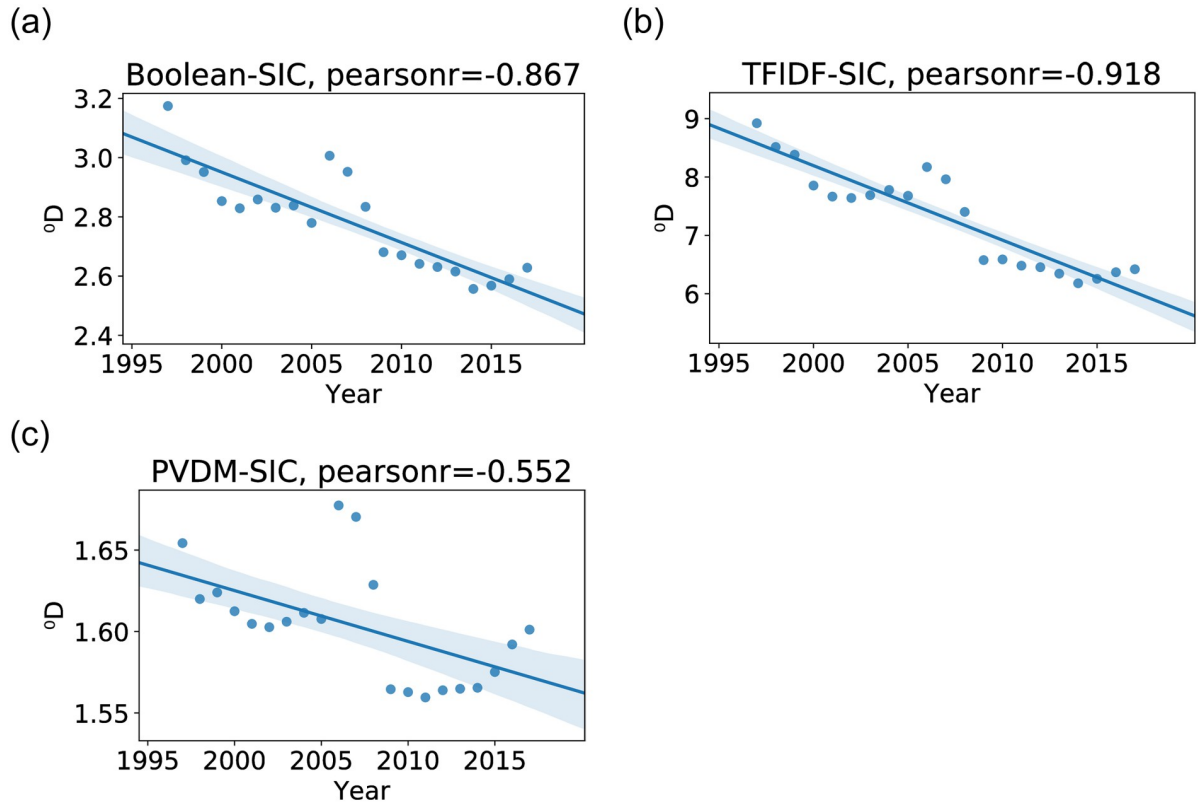 (a)
Boolean-SIC, pearsonr=-0.867
3.2
3.0
2.8
2.6
2.4
⁰D
1995 2000 2005 2010 2015
Year
(b)
TFIDF-SIC, pearsonr=-0.918
9
8
7
6
⁰D
1995 2000 2005 2010 2015
Year
(c)
PVDM-SIC, pearsonr=-0.552
1.65
1.60
1.55
⁰D
1995 2000 2005 2010 2015
Year